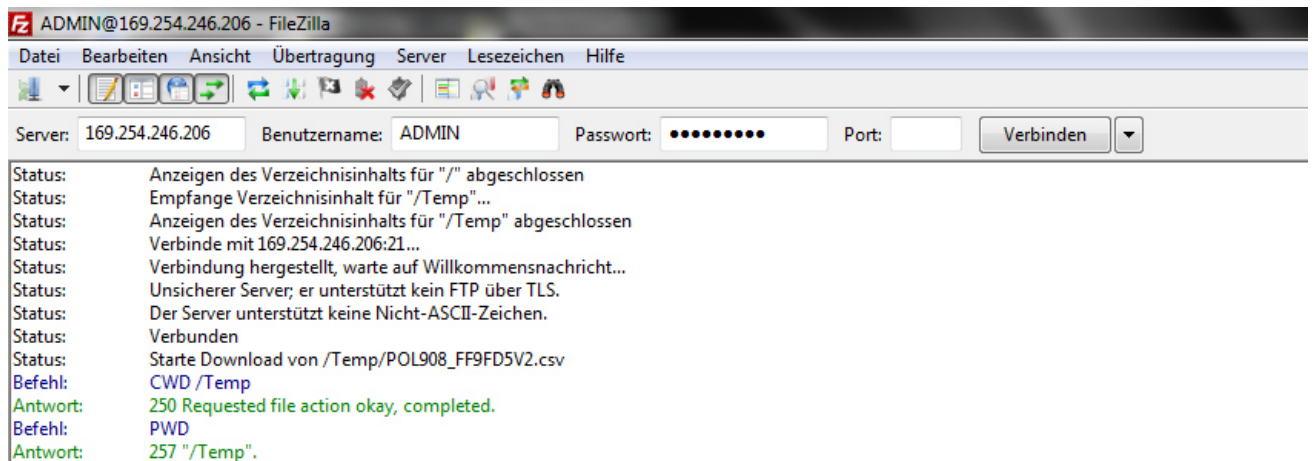 ADMIN@169.254.246.206 - FileZilla
Datei Bearbeiten Ansicht Übertragung Server Lesezeichen Hilfe
Server: 169.254.246.206 Benutzername: ADMIN Passwort: ●●●●●●●●● Port: Verbinden
Status: Anzeigen des Verzeichnisinhalts für "/" abgeschlossen
Status: Empfange Verzeichnisinhalt für "/Temp"...
Status: Anzeigen des Verzeichnisinhalts für "/Temp" abgeschlossen
Status: Verbinde mit 169.254.246.206:21...
Status: Verbindung hergestellt, warte auf Willkommensnachricht...
Status: Unsicherer Server; er unterstützt kein FTP über TLS.
Status: Der Server unterstützt keine Nicht-ASCII-Zeichen.
Status: Verbunden
Status: Starte Download von /Temp/POL908_FF9FD5V2.csv
Befehl: CWD /Temp
Antwort: 250 Requested file action okay, completed.
Befehl: PWD
Antwort: 257 "/Temp".